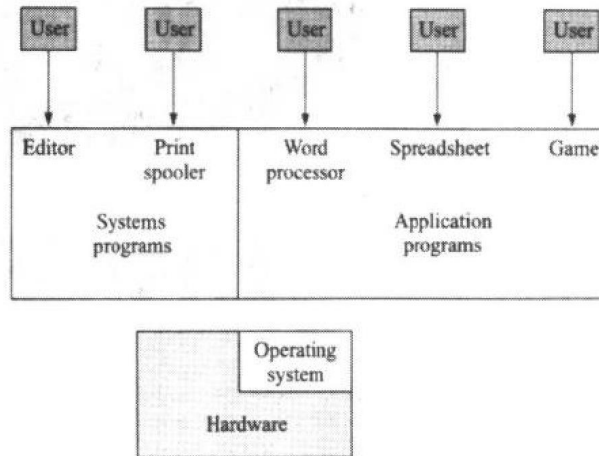 User User User User User
Editor Print spooler Word processor Spreadsheet Game
Systems programs Application programs
Operating system
Hardware